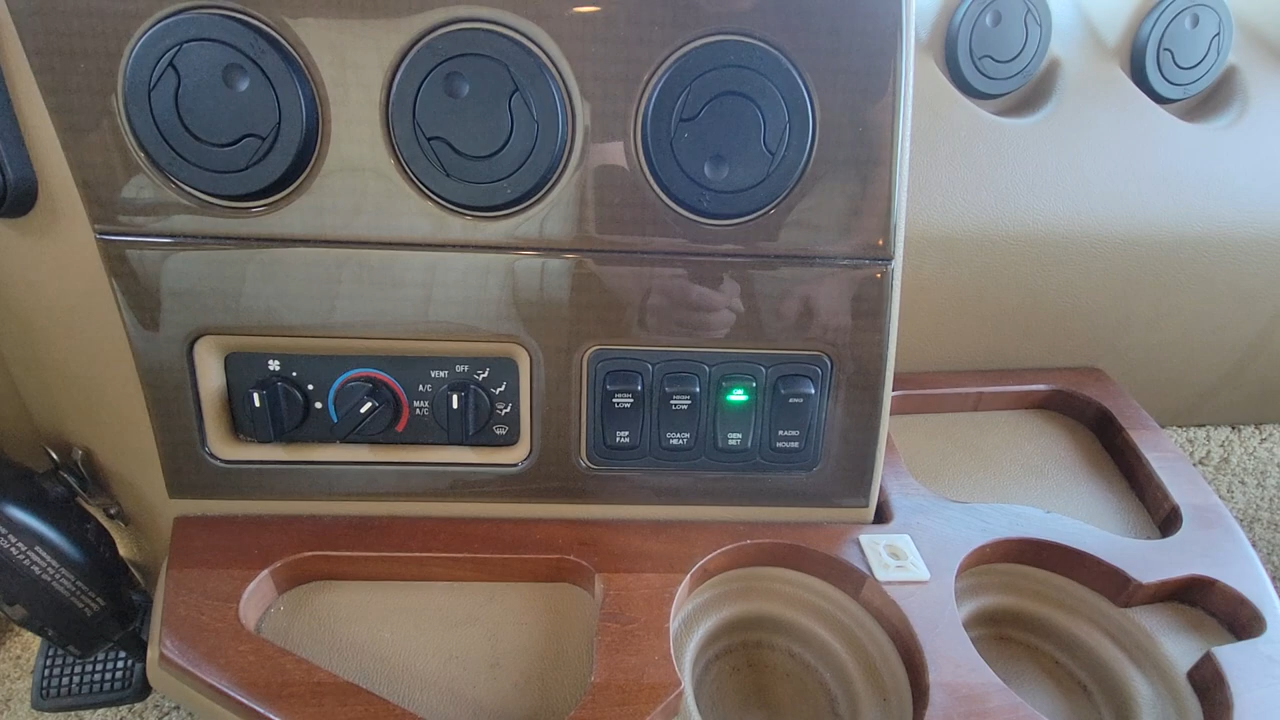 VENT
OFF
A/C
MAX
A/C
HIGH
LOW
DEF
FAN
HIGH
LOW
COACH
HEAT
ON
GEN
SET
ENG
RADIO
HOUSE